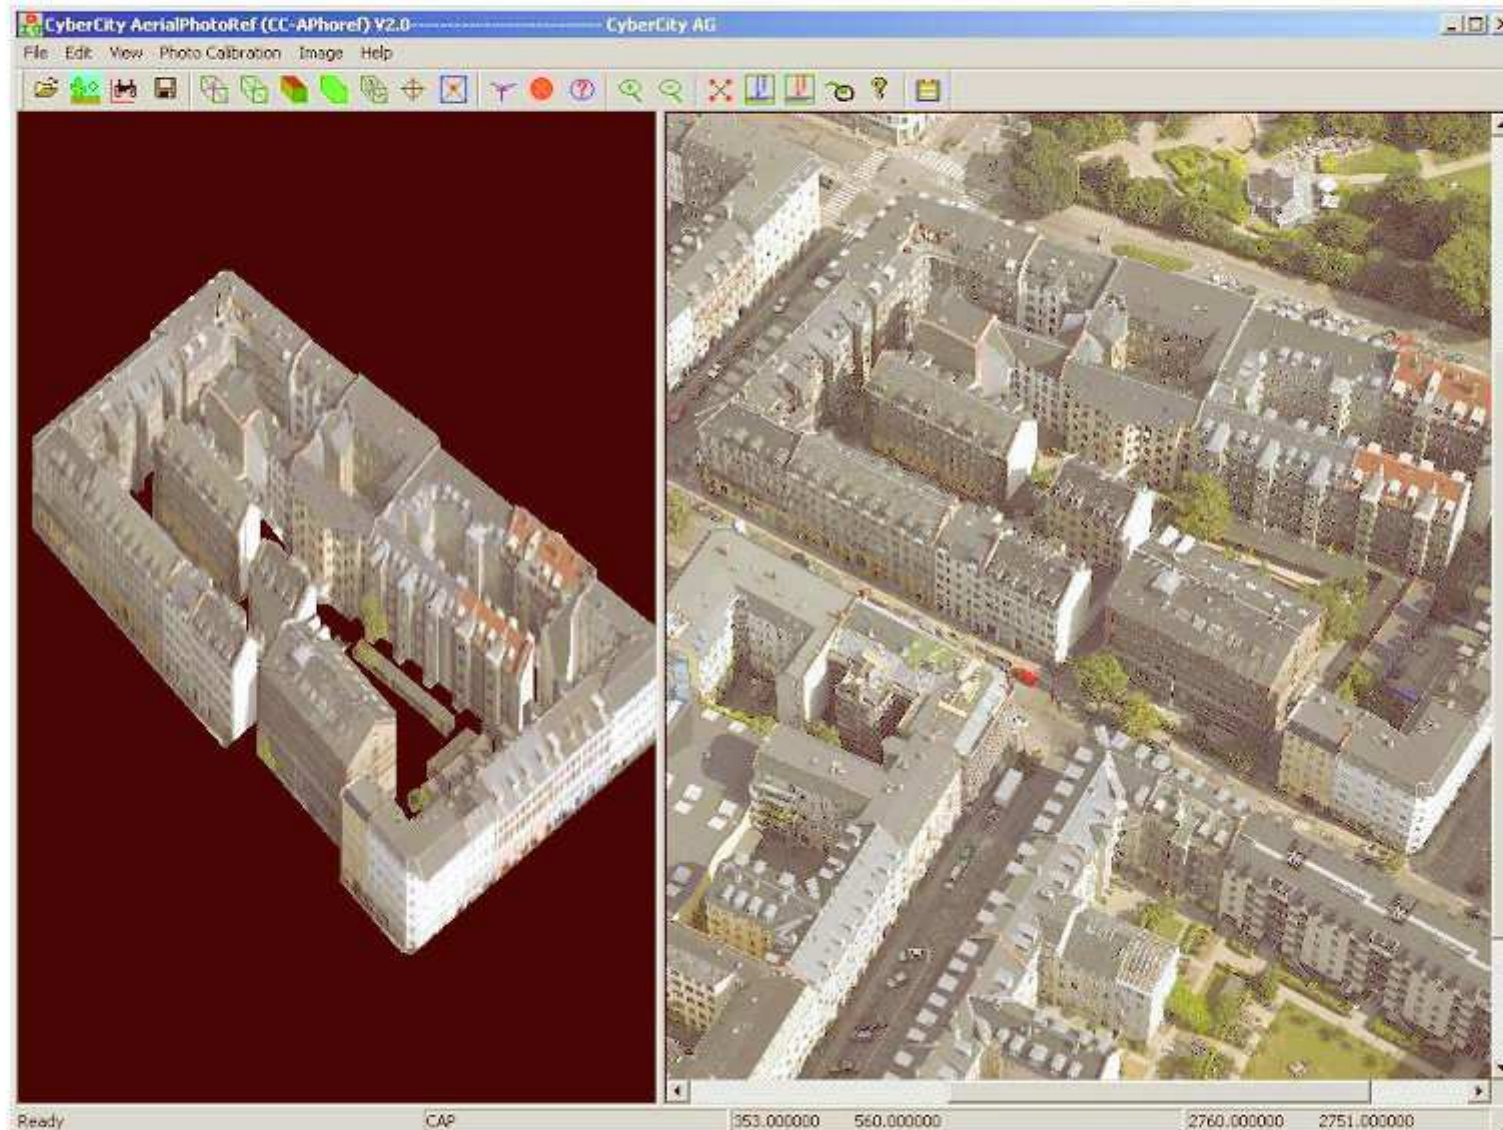 CyberCity AerialPhotoRef (CC-APhoref) V2.0-------------------------------- CyberCity AG
File Edit View Photo Calibration Image Help
Ready CAP 353.000000 560.000000 2760.000000 2751.000000